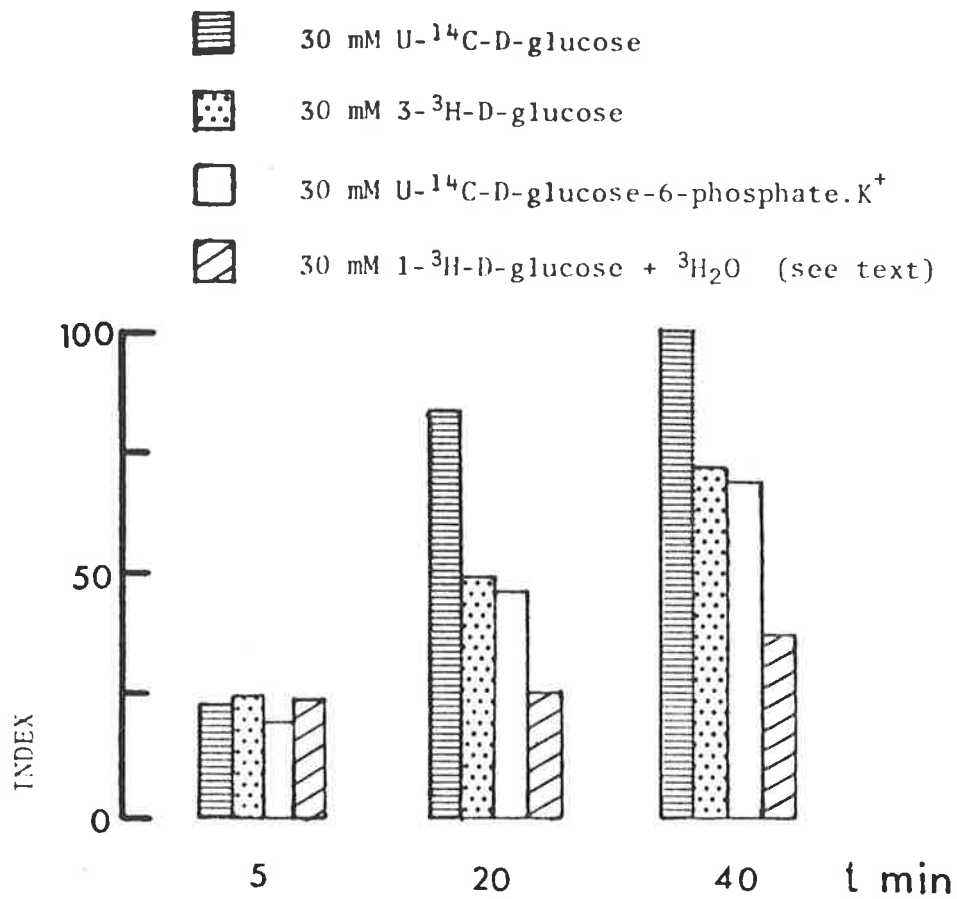 30 mM U-¹⁴C-D-glucose
30 mM 3-³H-D-glucose
30 mM U-¹⁴C-D-glucose-6-phosphate.K⁺
30 mM 1-³H-D-glucose + ³H₂O (see text)
100
50
0
INDEX
5 20 40 t min